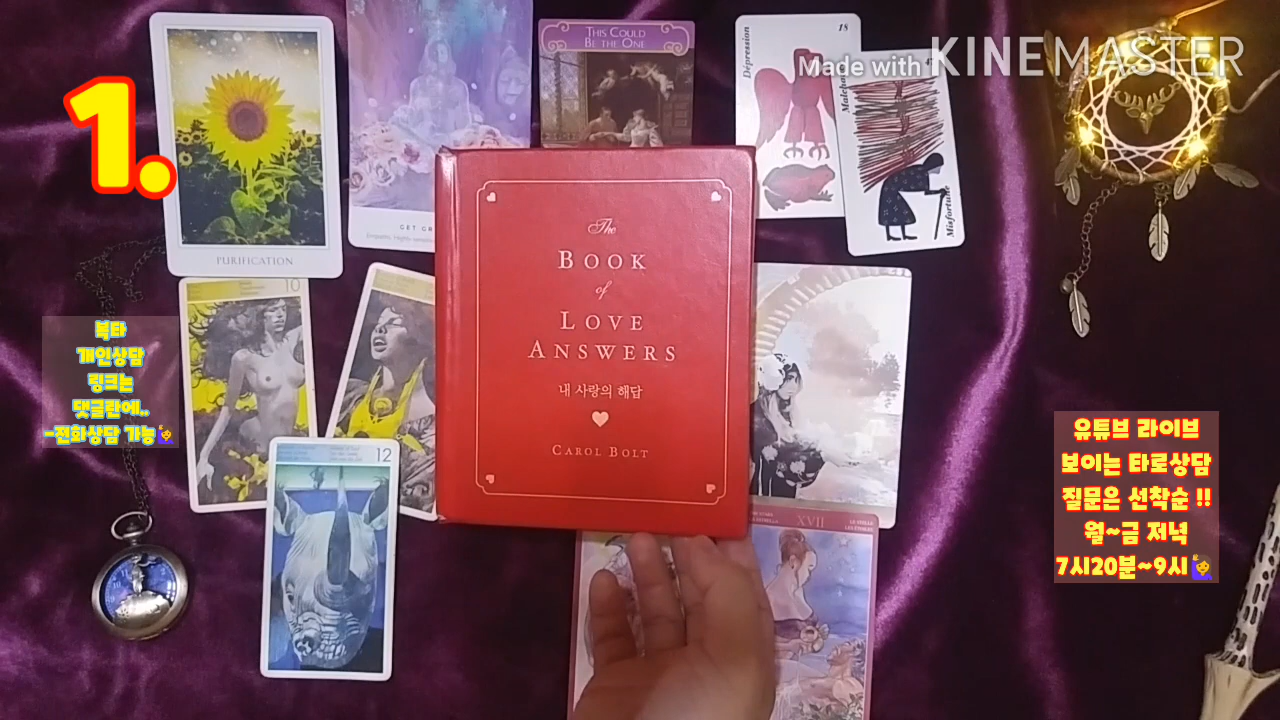 1.
Made with KINEMASTER
THIS COULD
BE THE ONE
Dépression
18
Malchance
Misfortune
PURIFICATION
GET GR
10
12
XVII
The
BOOK
of
LOVE
ANSWERS
내 사랑의 해답
CAROL BOLT
복타
개인상담
링크는
댓글란에..
-전화상담 가능🙋‍♀️
유튜브 라이브
보이는 타로상담
질문은 선착순 !!
월~금 저녁
7시20분~9시🙋‍♀️